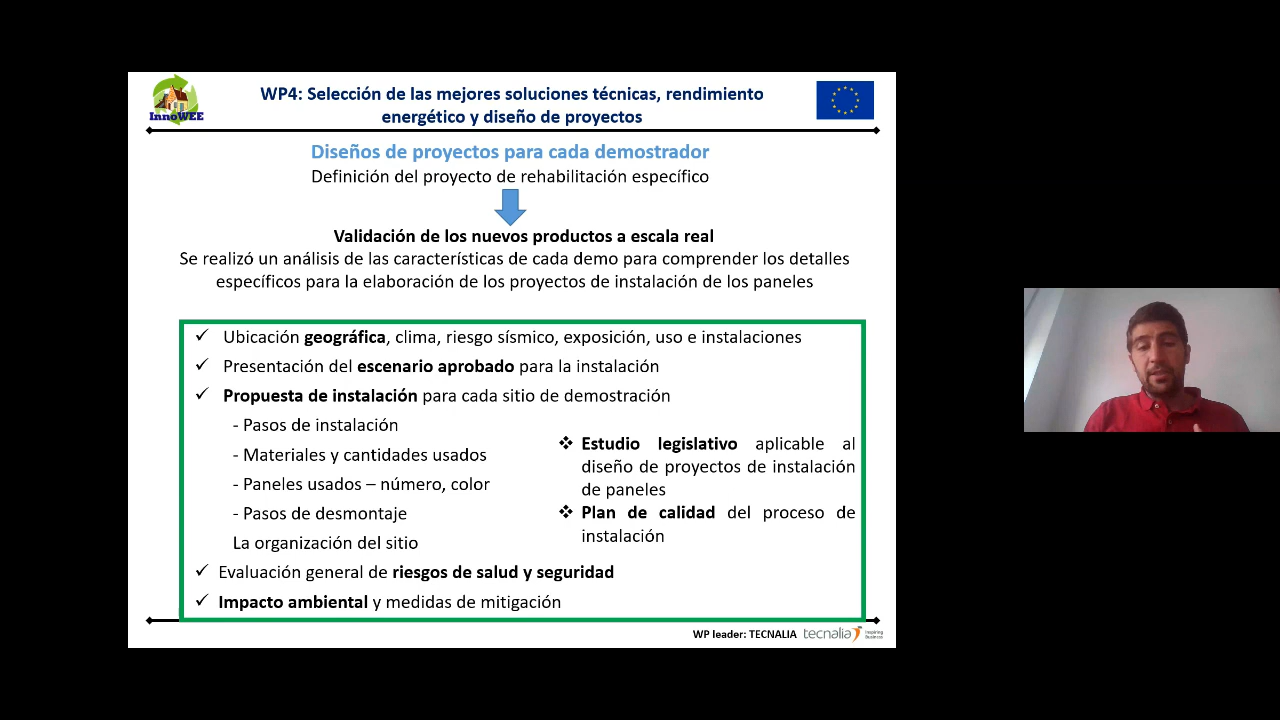 InnoWEE
WP4: Selección de las mejores soluciones técnicas, rendimiento
energético y diseño de proyectos
Diseños de proyectos para cada demostrador
Definición del proyecto de rehabilitación específico
Validación de los nuevos productos a escala real
Se realizó un análisis de las características de cada demo para comprender los detalles
específicos para la elaboración de los proyectos de instalación de los paneles
✓ Ubicación geográfica, clima, riesgo sísmico, exposición, uso e instalaciones
✓ Presentación del escenario aprobado para la instalación
✓ Propuesta de instalación para cada sitio de demostración
- Pasos de instalación
- Materiales y cantidades usados
- Paneles usados – número, color
- Pasos de desmontaje
La organización del sitio
❖ Estudio legislativo aplicable al
diseño de proyectos de instalación
de paneles
❖ Plan de calidad del proceso de
instalación
✓ Evaluación general de riesgos de salud y seguridad
✓ Impacto ambiental y medidas de mitigación
WP leader: TECNALIA
tecnalia
Inspiring
Business